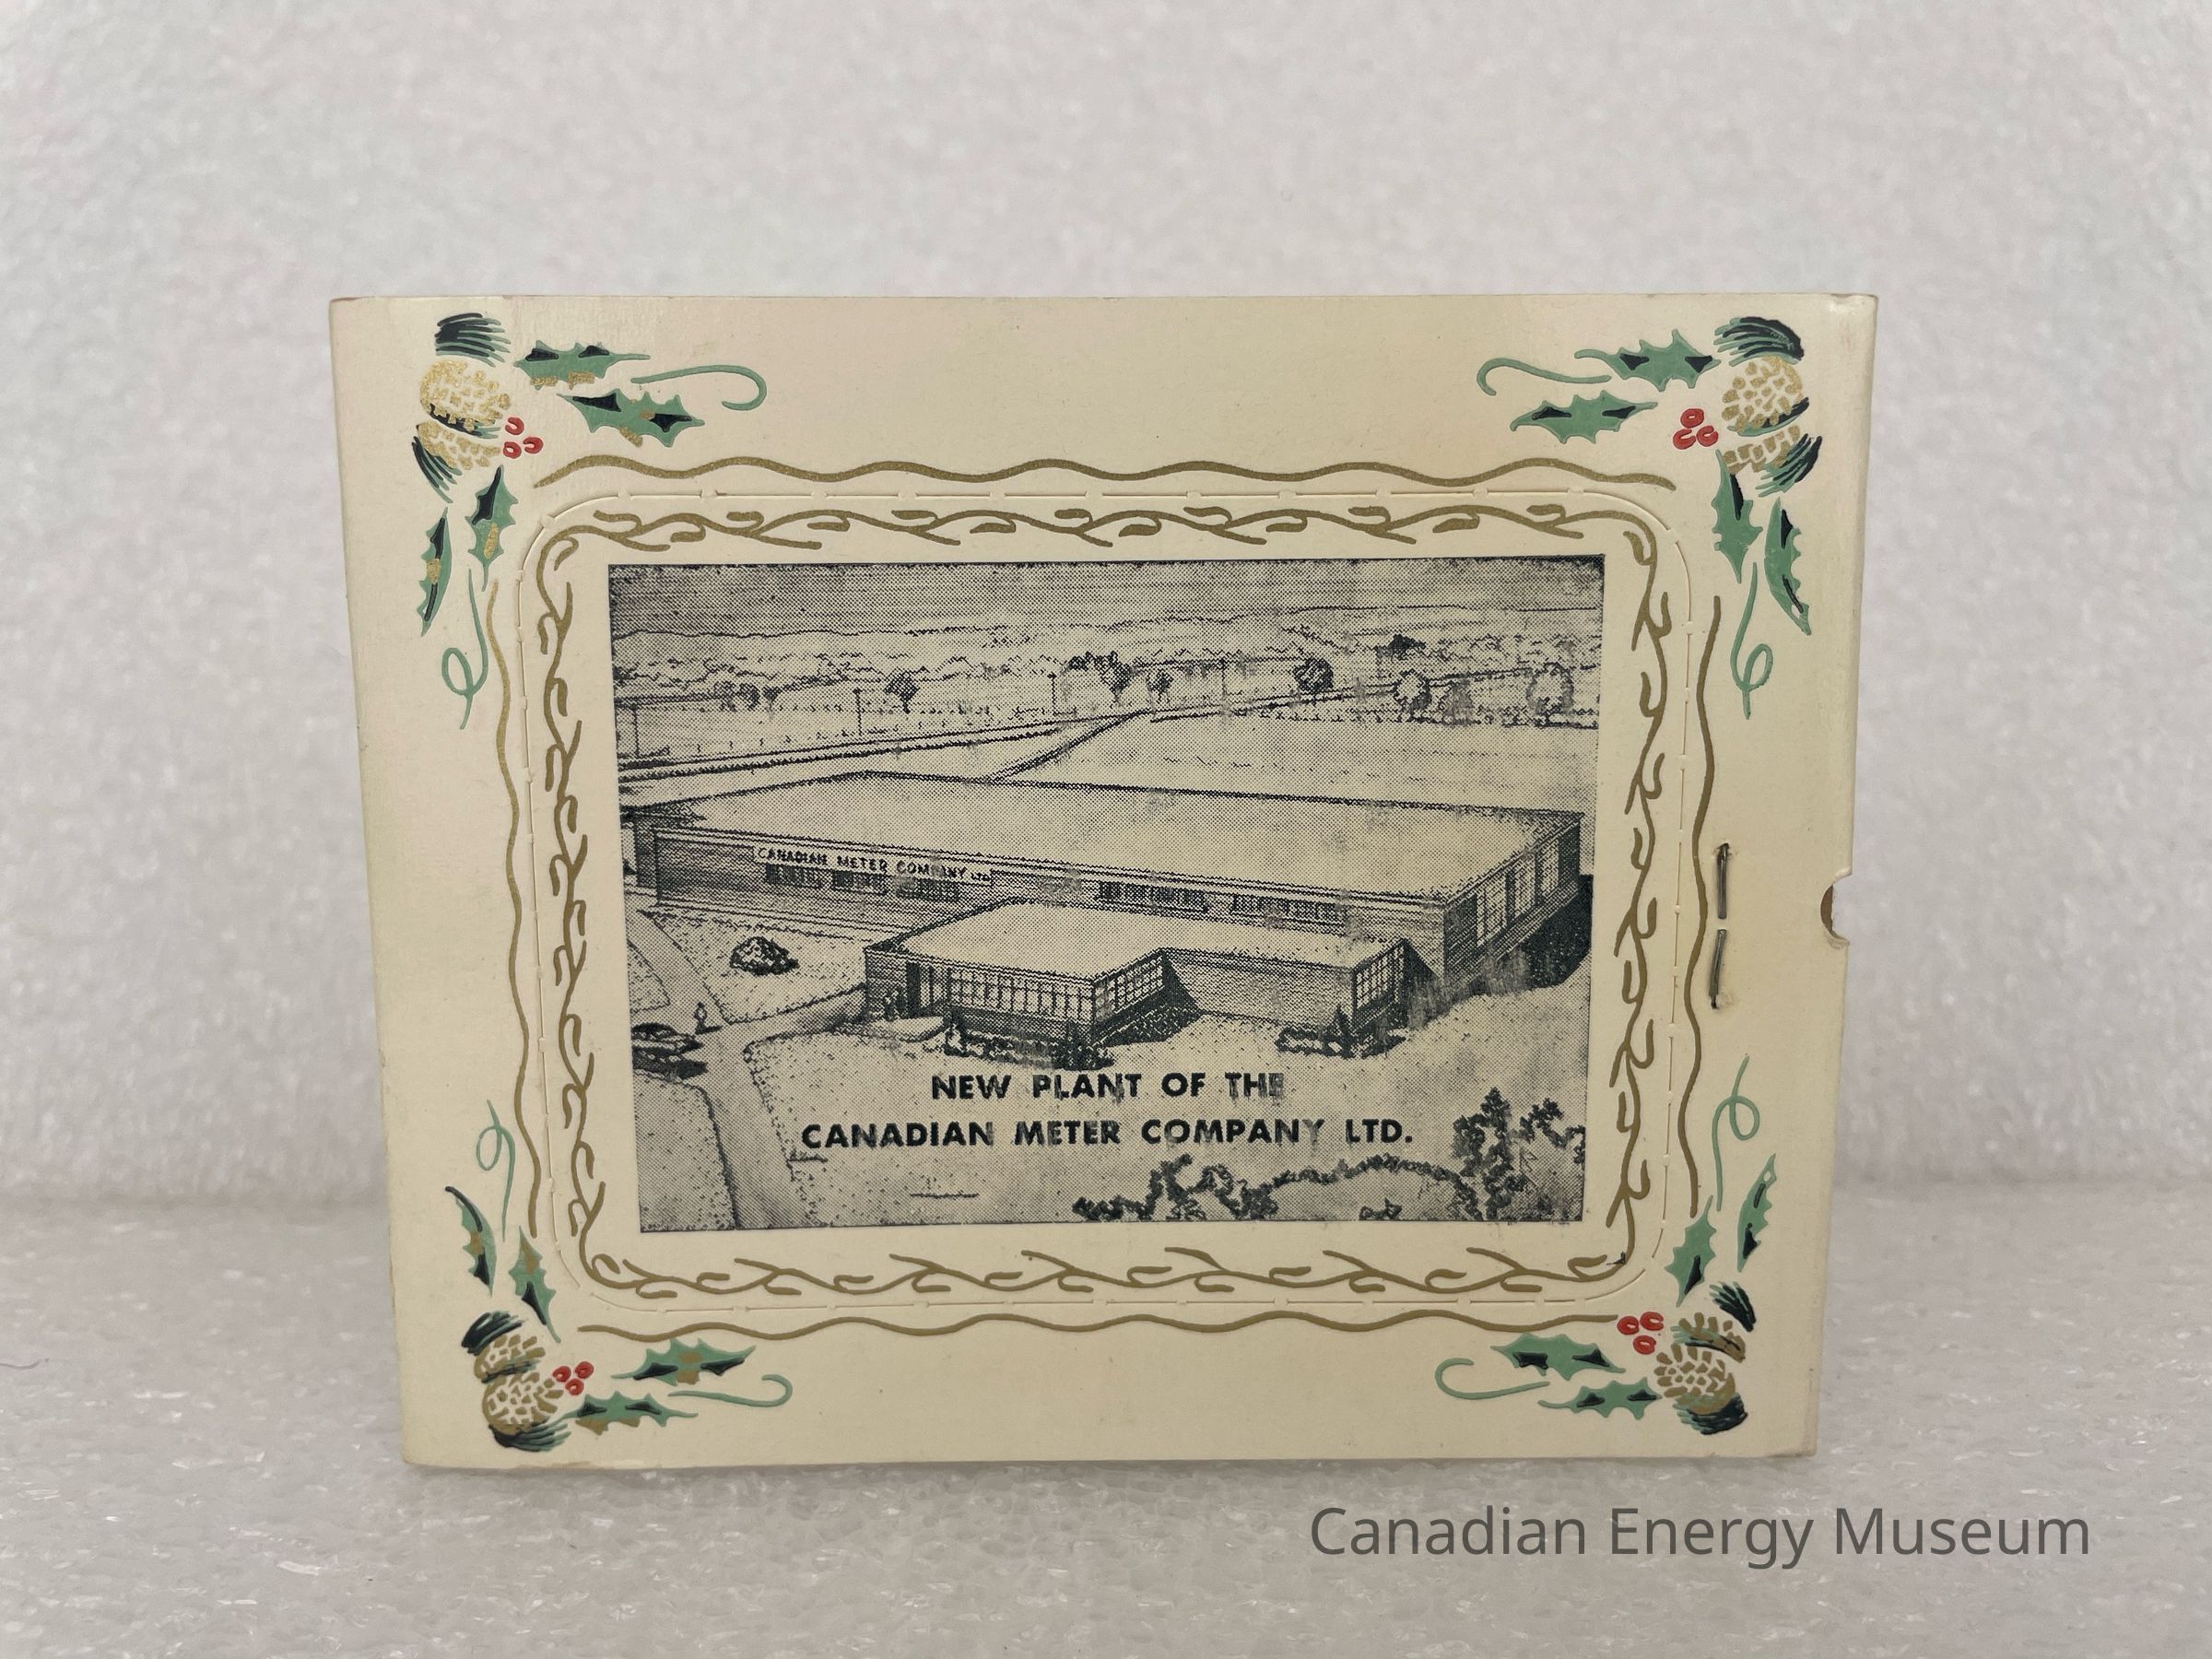 CANADIAN METER COMPANY LTD
NEW PLANT OF THE
CANADIAN METER COMPANY LTD.
Canadian Energy Museum